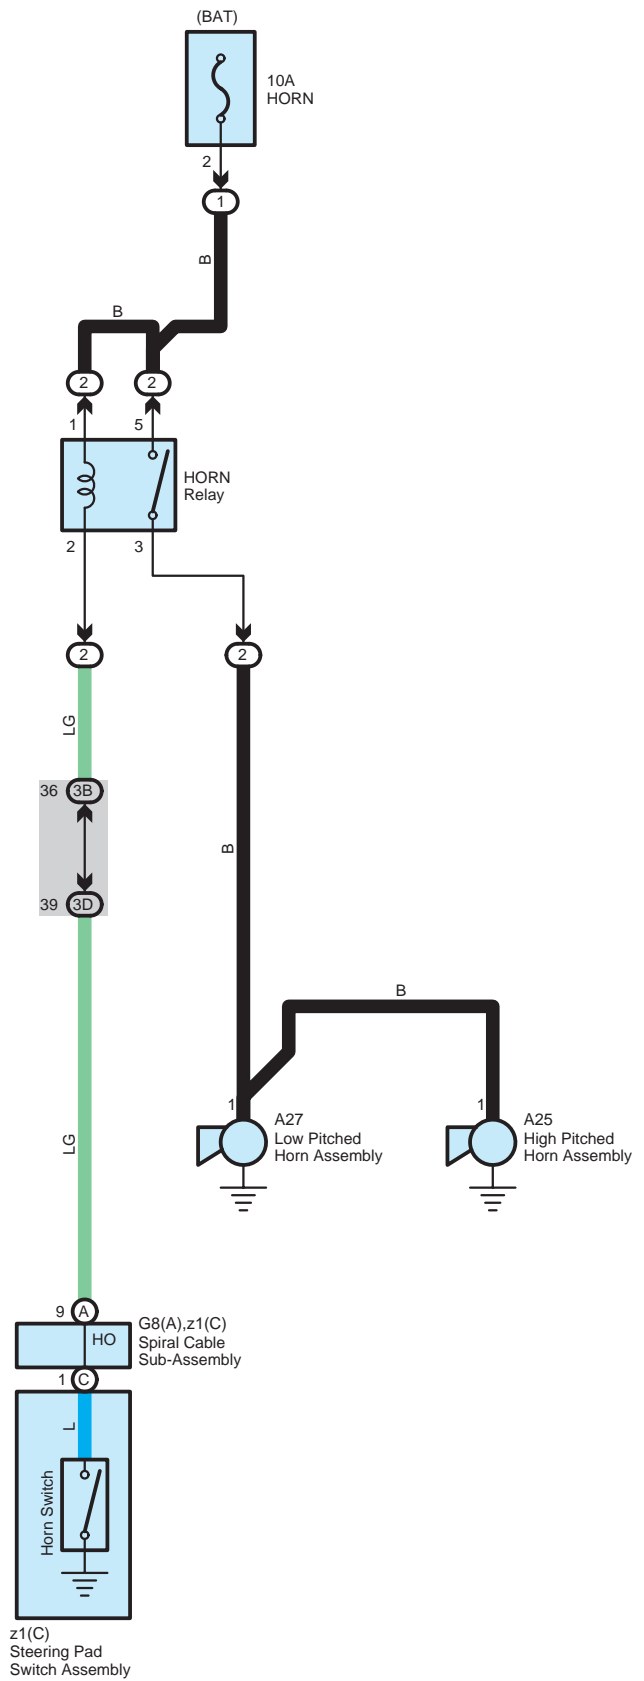 (BAT)
10A
HORN
2
1
B
B
2
2
1
5
HORN
Relay
2
3
2
2
LG
36
3B
B
39
3D
B
1
A27
Low Pitched
Horn Assembly
1
A25
High Pitched
Horn Assembly
LG
9
A
HO
G8(A),z1(C)
Spiral Cable
Sub-Assembly
1
C
L
Horn Switch
z1(C)
Steering Pad
Switch Assembly